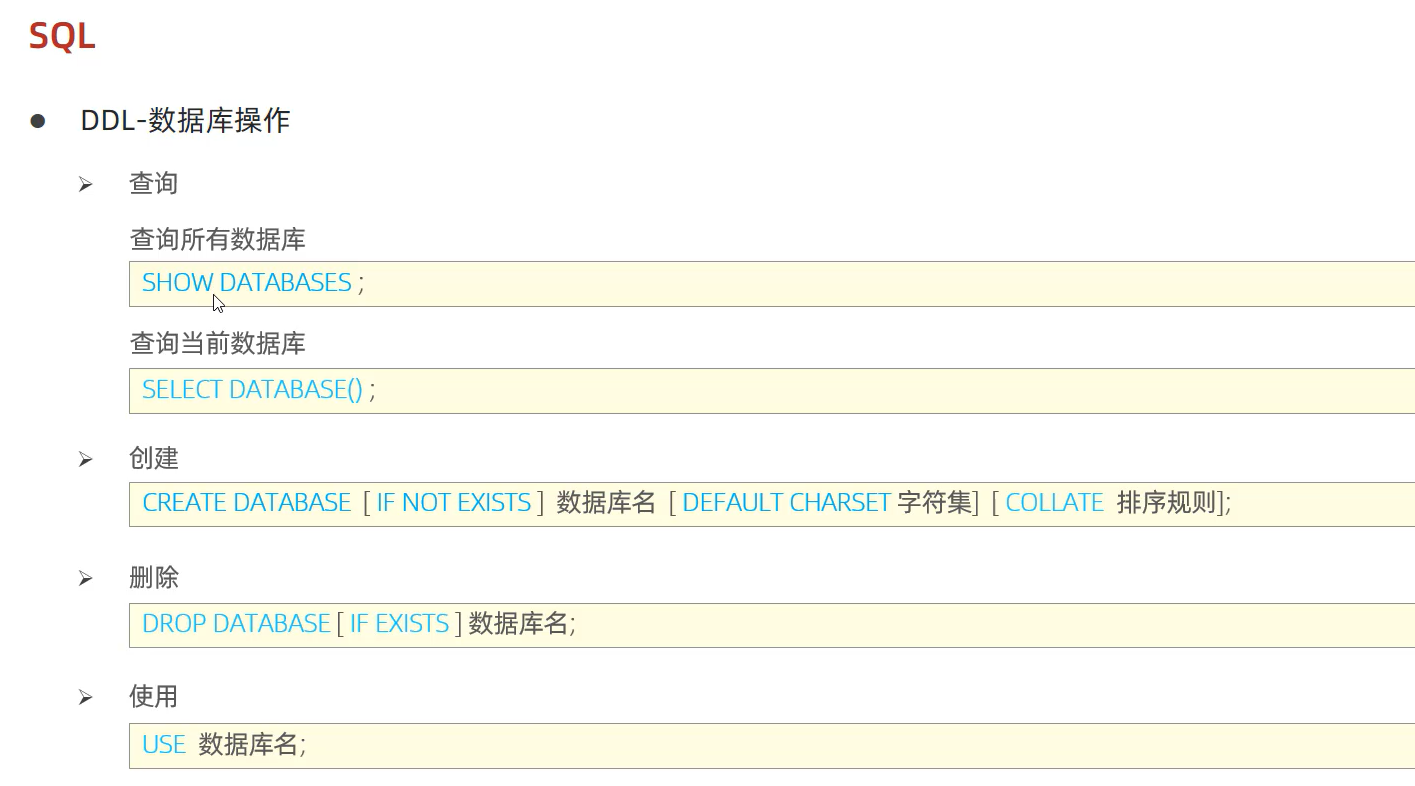 SQL
DDL-数据库操作
查询
查询所有数据库
SHOW DATABASES ;
查询当前数据库
SELECT DATABASE() ;
创建
CREATE DATABASE [ IF NOT EXISTS ] 数据库名 [ DEFAULT CHARSET 字符集] [ COLLATE 排序规则];
删除
DROP DATABASE [ IF EXISTS ] 数据库名;
使用
USE 数据库名;